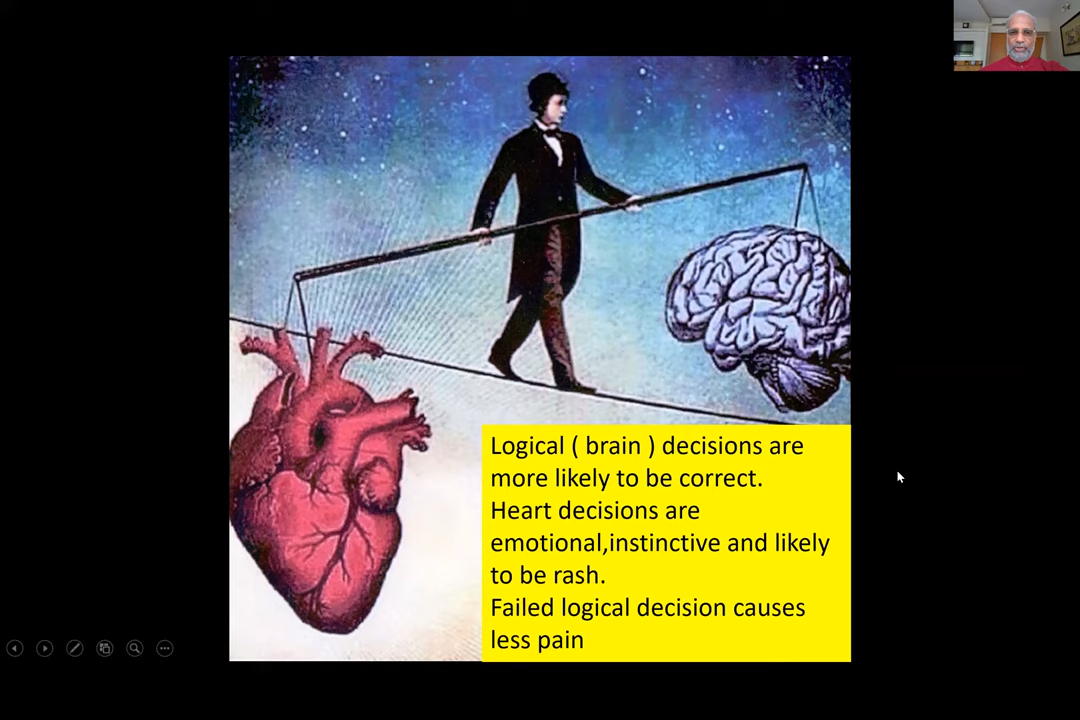 Logical ( brain ) decisions are
more likely to be correct.
Heart decisions are
emotional,instinctive and likely
to be rash.
Failed logical decision causes
less pain